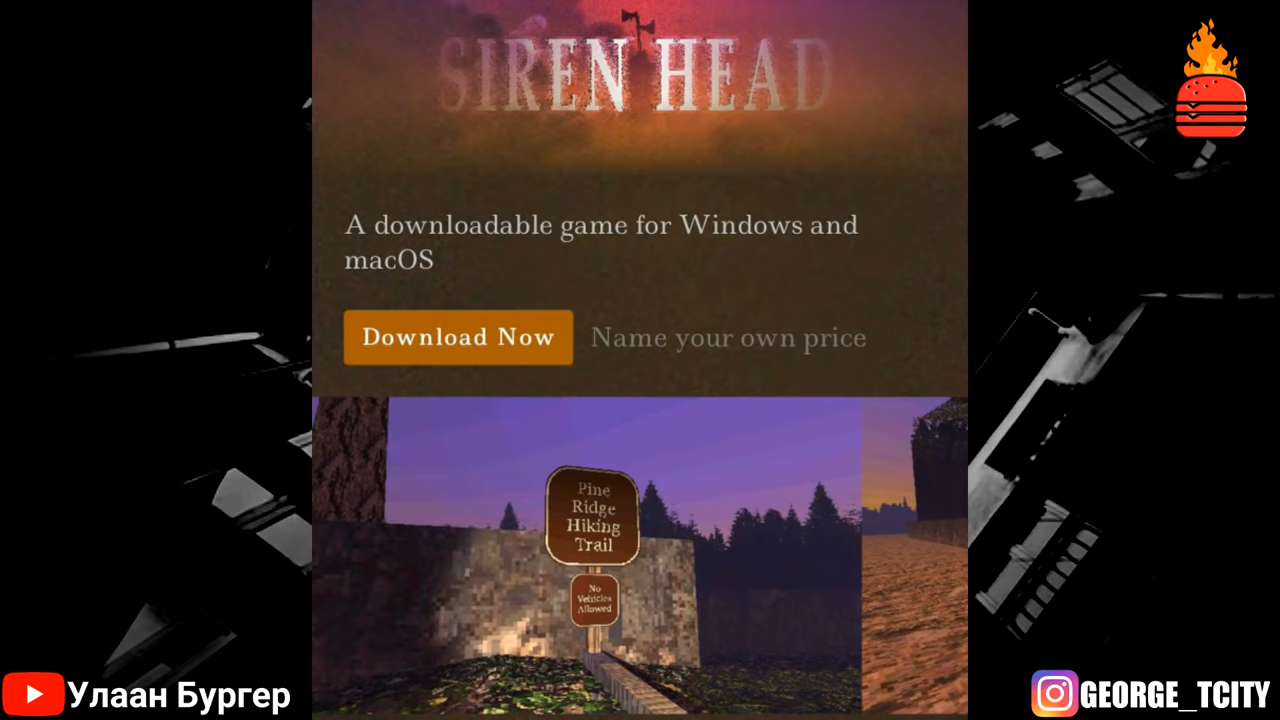 SIREN HEAD
A downloadable game for Windows and
macOS
Download Now Name your own price
Pine
Ridge
Hiking
Trail
No
Vehicles
Allowed
Улаан Бургер
GEORGE_TCITY